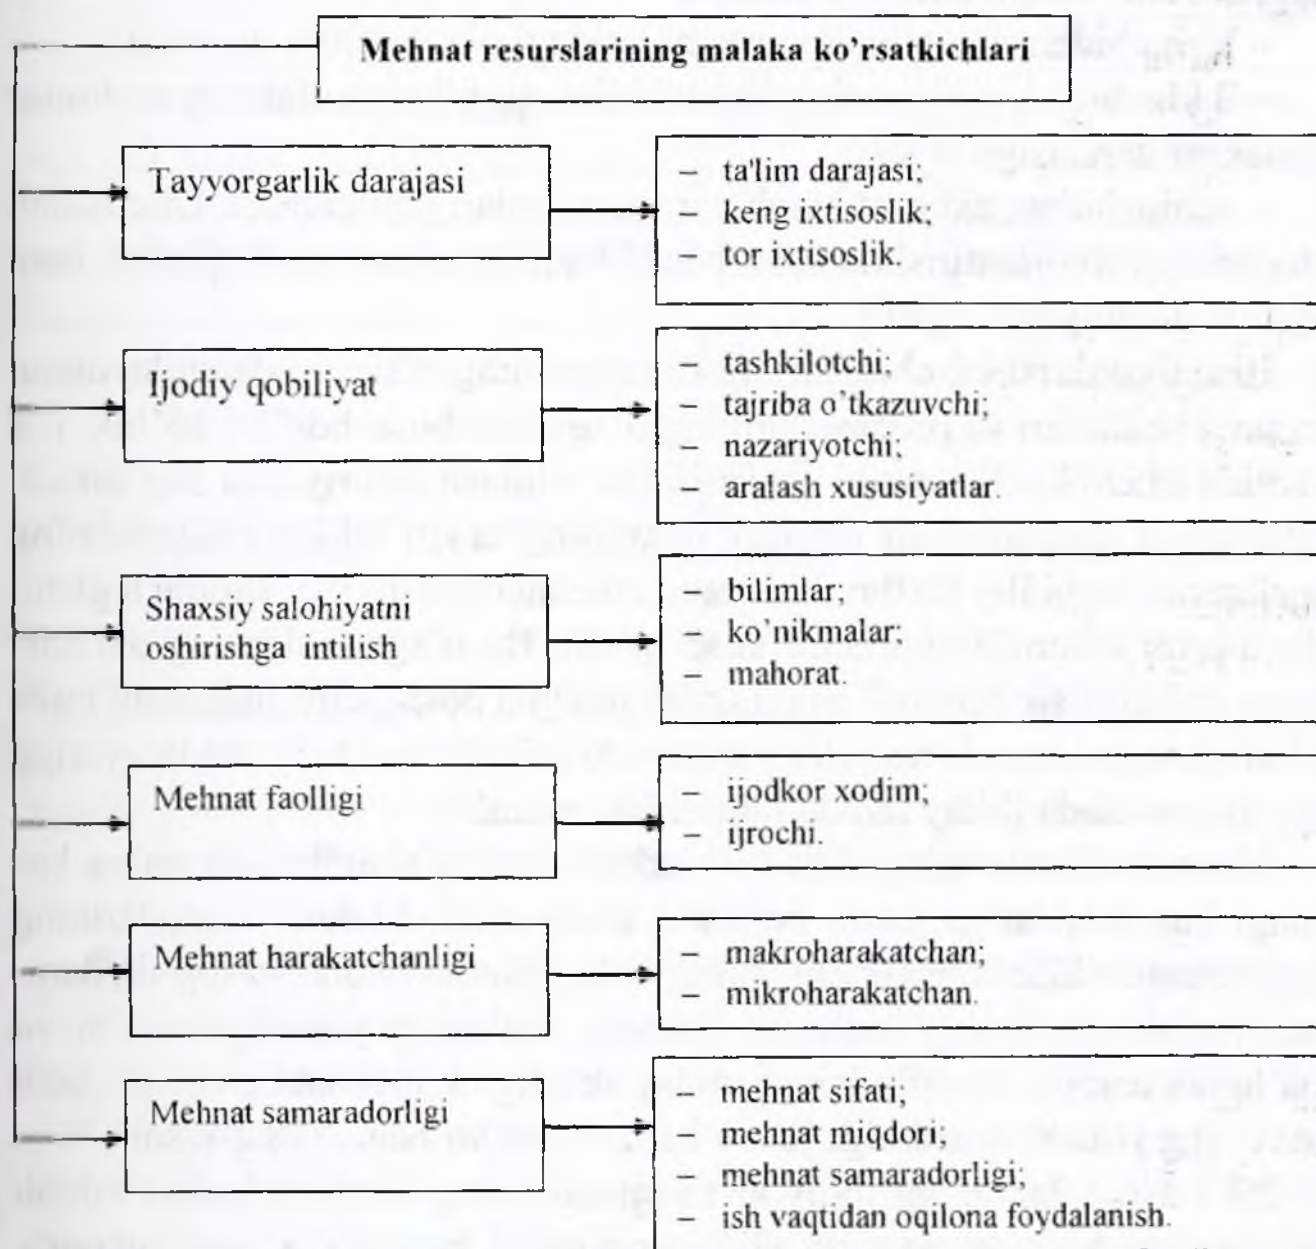 Mehnat resurslarining malaka ko'rsatkichlari
Tayyorgarlik darajasi
– ta'lim darajasi;
– keng ixtisoslik;
– tor ixtisoslik.
Ijodiy qobiliyat
– tashkilotchi;
– tajriba o'tkazuvchi;
– nazariyotchi;
– aralash xususiyatlar.
Shaxsiy salohiyatni
oshirishga intilish
– bilimlar;
– ko'nikmalar;
– mahorat.
Mehnat faolligi
– ijodkor xodim;
– ijrochi.
Mehnat harakatchanligi
– makroharakatchan;
– mikroharakatchan.
Mehnat samaradorligi
– mehnat sifati;
– mehnat miqdori;
– mehnat samaradorligi;
– ish vaqtidan oqilona foydalanish.